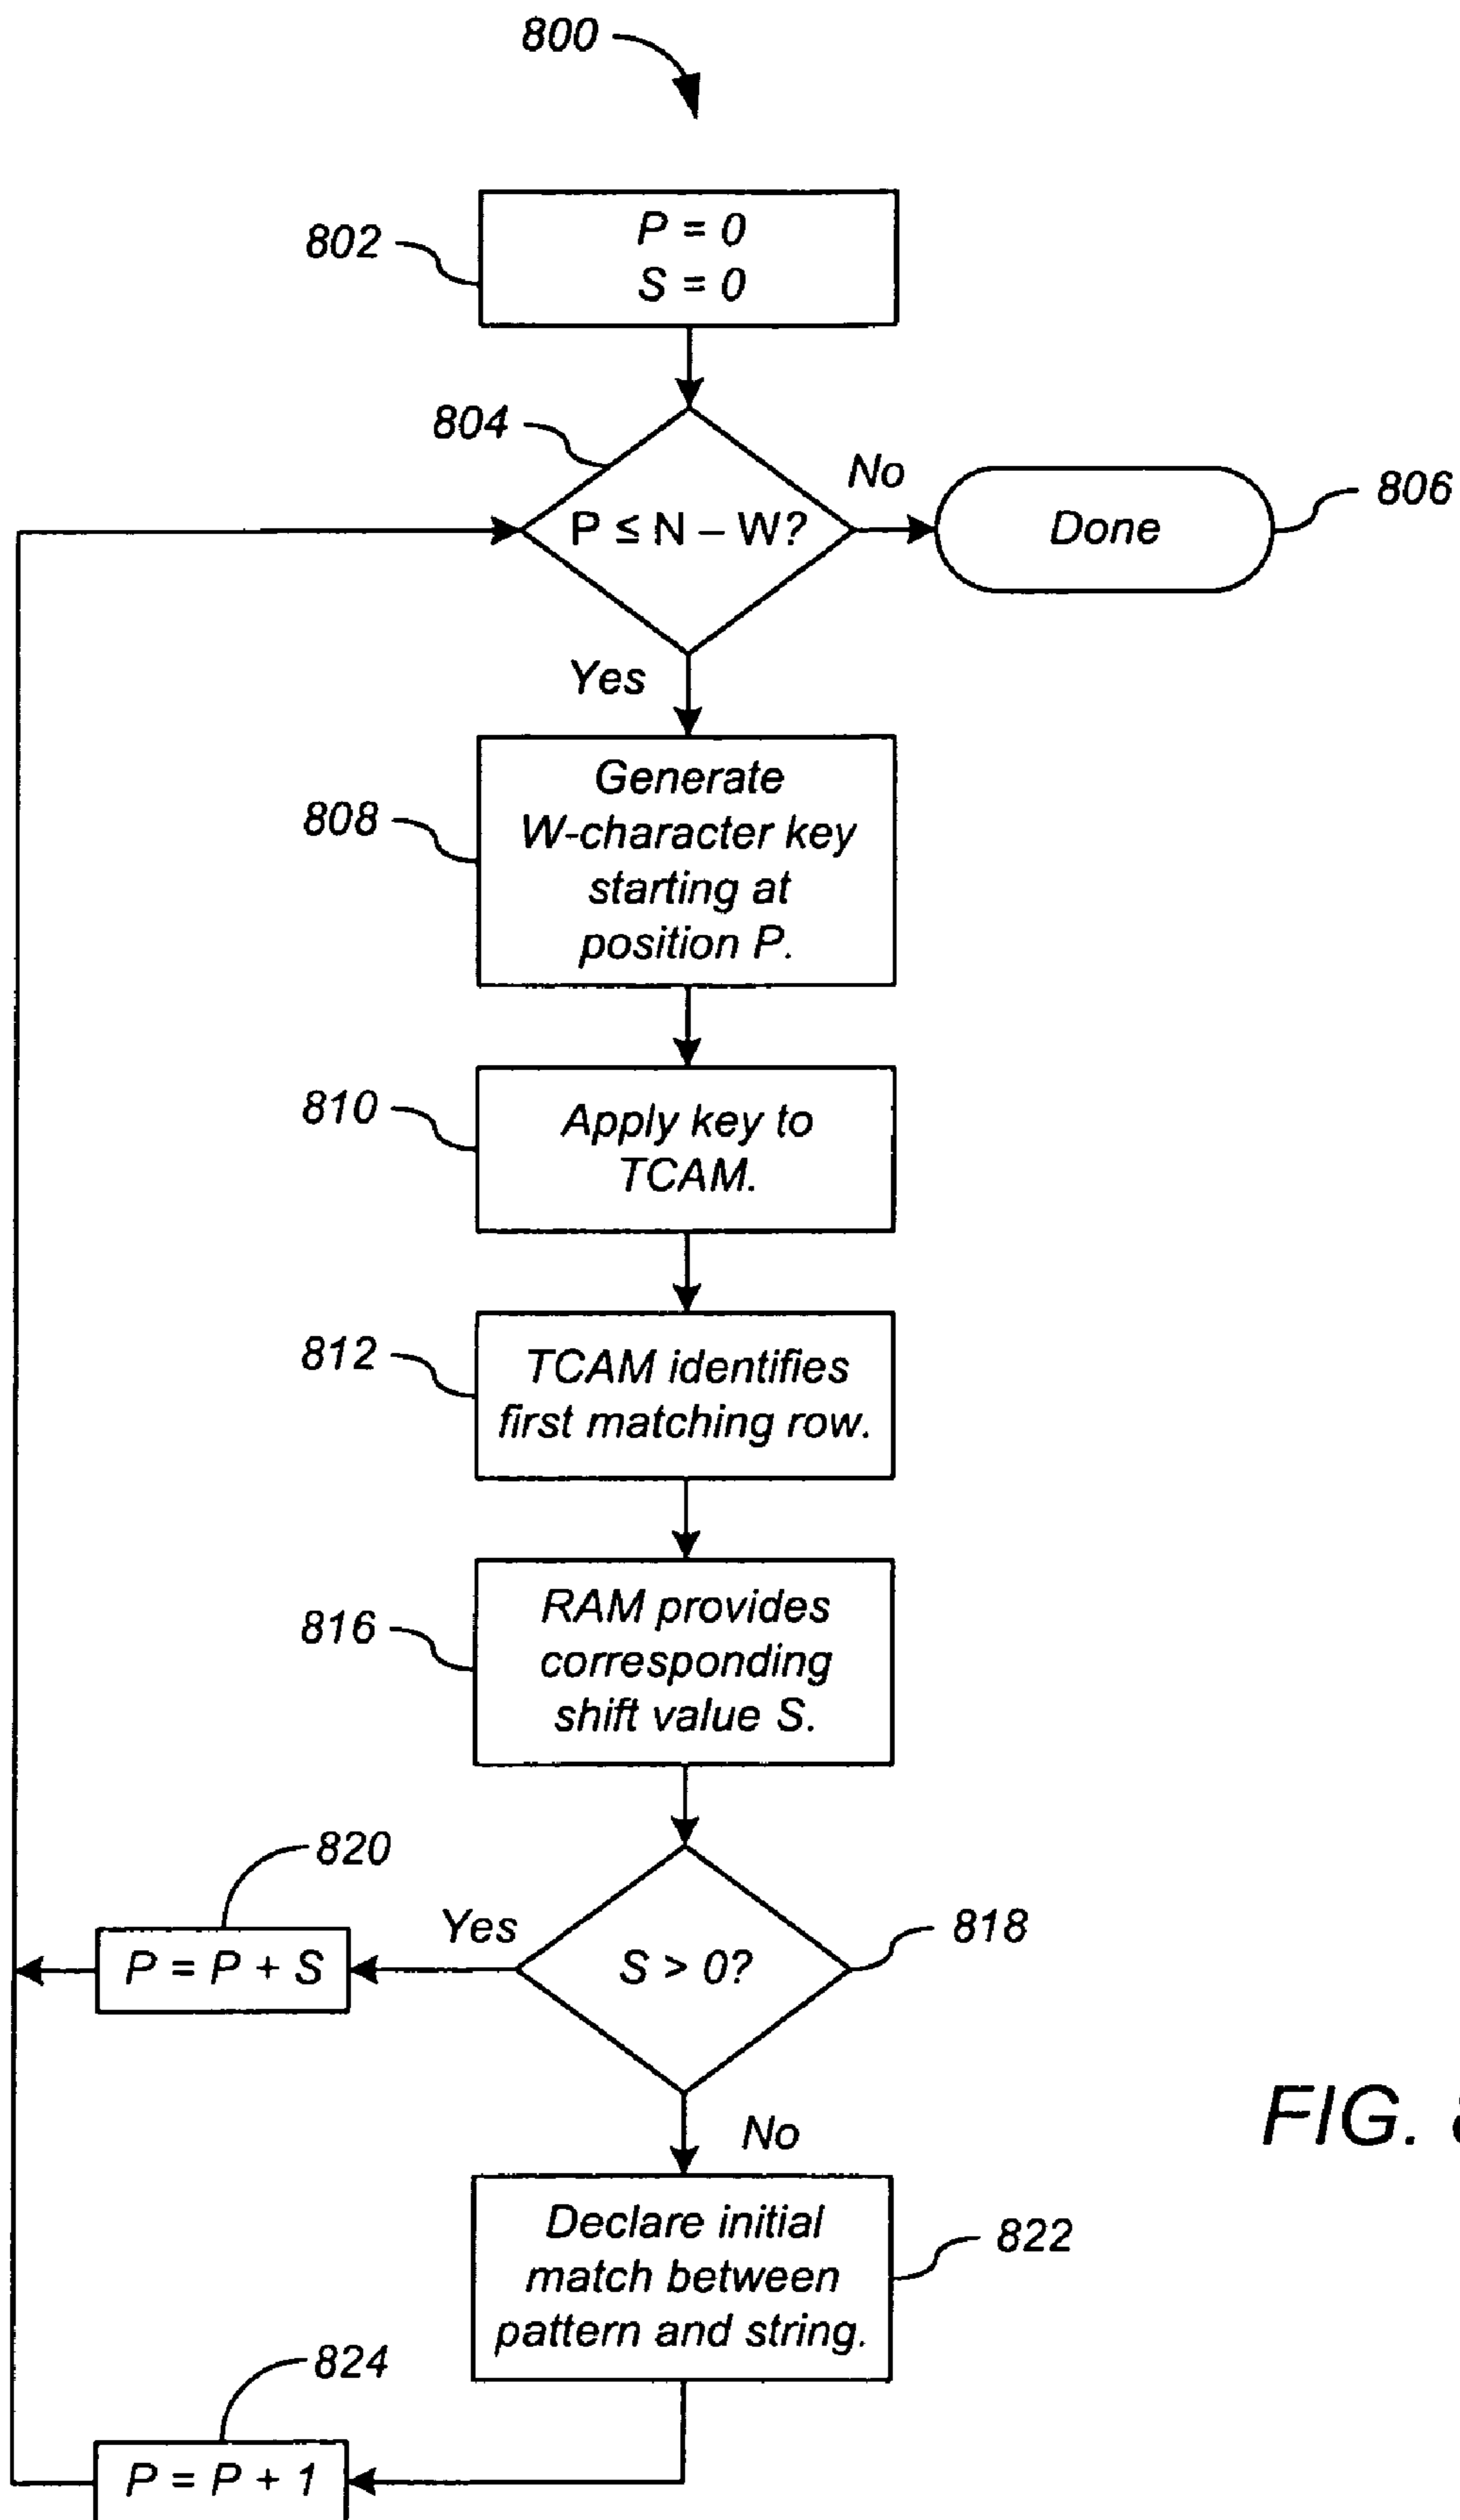 800
802
P = 0
S = 0
804
P ≤ N – W?
No
Done
806
Yes
808
Generate
W-character key
starting at
position P.
810
Apply key to
TCAM.
812
TCAM identifies
first matching row.
816
RAM provides
corresponding
shift value S.
820
P = P + S
Yes
S > 0?
818
No
FIG.
Declare initial
match between
pattern and string.
822
824
P = P + 1